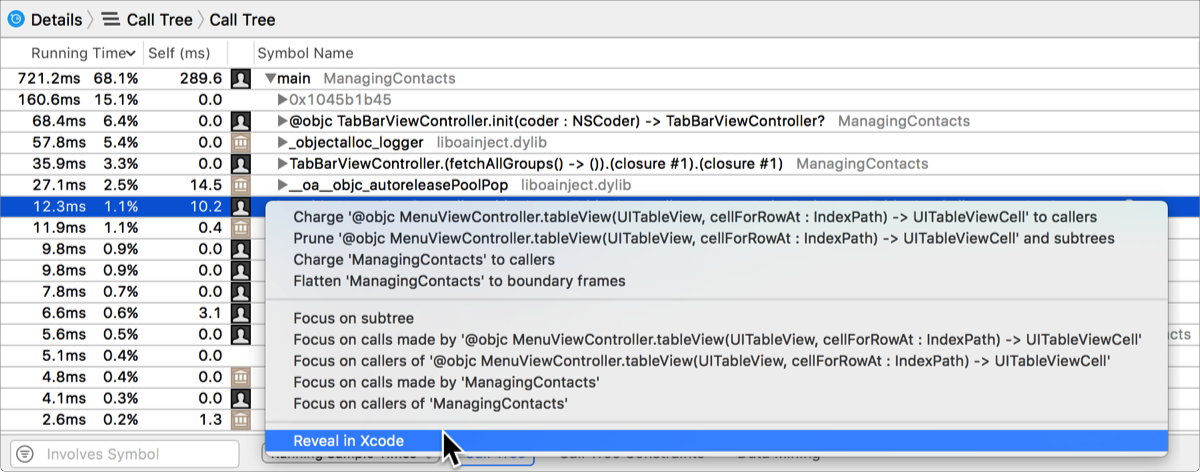 Details Call Tree Call Tree
Running Time Self (ms) Symbol Name
721.2ms 68.1% 289.6 main ManagingContacts
160.6ms 15.1% 0.0 0x1045b1b45
68.4ms 6.4% 0.0 @objc TabBarViewController.init(coder : NSCoder) -> TabBarViewController? ManagingContacts
57.8ms 5.4% 0.0 _objectalloc_logger liboainject.dylib
35.9ms 3.3% 0.0 TabBarViewController.(fetchAllGroups() -> ()).(closure #1).(closure #1) ManagingContacts
27.1ms 2.5% 14.5 __oa__objc_autoreleasePoolPop liboainject.dylib
12.3ms 1.1% 10.2
11.9ms 1.1% 0.4
9.8ms 0.9% 0.0
9.8ms 0.9% 0.0
7.8ms 0.7% 0.0
6.6ms 0.6% 3.1
5.6ms 0.5% 0.0 cts
5.1ms 0.4% 0.0
4.8ms 0.4% 0.0
4.1ms 0.3% 0.0
2.6ms 0.2% 1.3
Charge '@objc MenuViewController.tableView(UITableView, cellForRowAt : IndexPath) -> UITableViewCell' to callers
Prune '@objc MenuViewController.tableView(UITableView, cellForRowAt : IndexPath) -> UITableViewCell' and subtrees
Charge 'ManagingContacts' to callers
Flatten 'ManagingContacts' to boundary frames
Focus on subtree
Focus on calls made by '@objc MenuViewController.tableView(UITableView, cellForRowAt : IndexPath) -> UITableViewCell'
Focus on callers of '@objc MenuViewController.tableView(UITableView, cellForRowAt : IndexPath) -> UITableViewCell'
Focus on calls made by 'ManagingContacts'
Focus on callers of 'ManagingContacts'
Reveal in Xcode
Involves Symbol